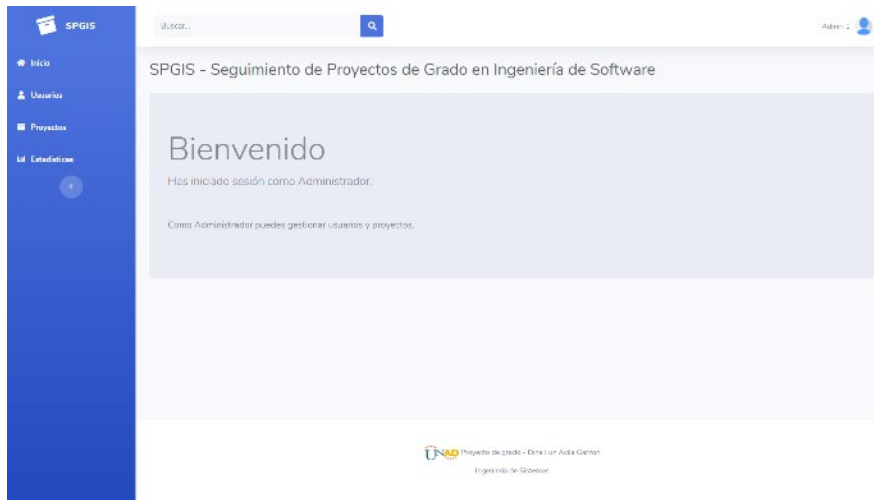 SPGIS
Buscar...
Admin 1
Inicio
Usuarios
Proyectos
Estadísticas
SPGIS - Seguimiento de Proyectos de Grado en Ingeniería de Software
Bienvenido
Has iniciado sesión como Administrador.
Como Administrador puedes gestionar usuarios y proyectos.
UNAD Proyecto de grado - Dina Luz Avila
Ingeniería de Sistemas